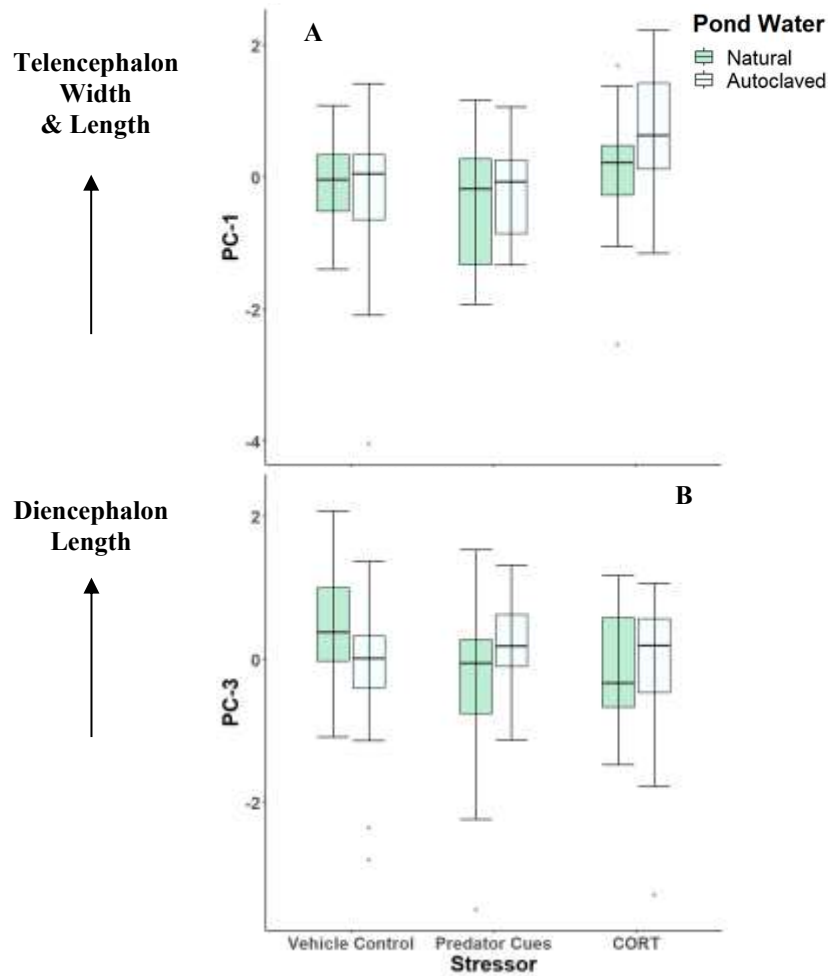 A
Pond Water
Natural
Autoclaved
Telencephalon
Width
& Length
2
0
-2
-4
PC-1
B
Diencephalon
Length
2
0
-2
PC-3
Vehicle Control
Predator Cues
CORT
Stressor